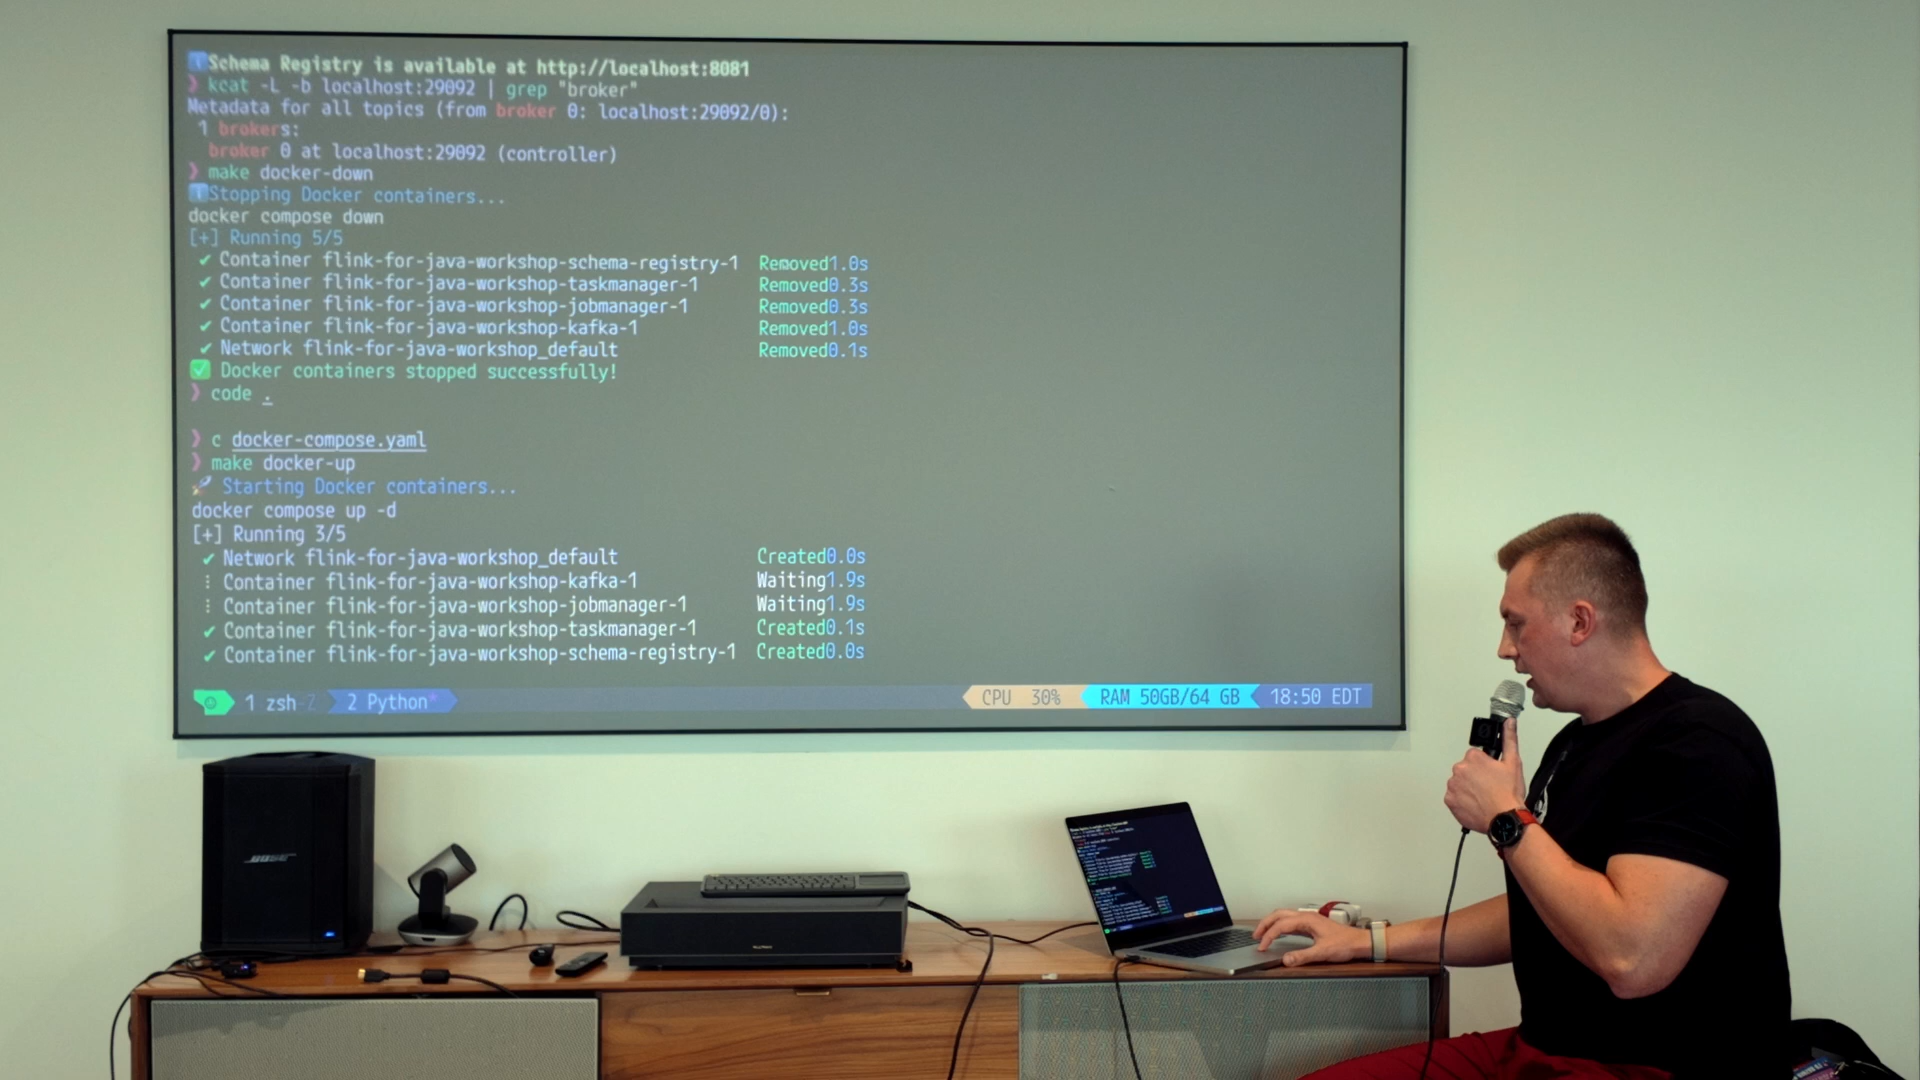 Schema Registry is available at http://localhost:8081
❯ kcat -L -b localhost:29092 | grep "broker"
Metadata for all topics (from broker 0: localhost:29092/0):
1 brokers:
broker 0 at localhost:29092 (controller)
❯ make docker-down
Stopping Docker containers...
docker compose down
[+] Running 5/5
✔ Container flink-for-java-workshop-schema-registry-1 Removed1.0s
✔ Container flink-for-java-workshop-taskmanager-1 Removed0.3s
✔ Container flink-for-java-workshop-jobmanager-1 Removed0.3s
✔ Container flink-for-java-workshop-kafka-1 Removed1.0s
✔ Network flink-for-java-workshop_default Removed0.1s
✅ Docker containers stopped successfully!
❯ code .
❯ c docker-compose.yaml
❯ make docker-up
🚀 Starting Docker containers...
docker compose up -d
[+] Running 3/5
✔ Network flink-for-java-workshop_default Created0.0s
⋮ Container flink-for-java-workshop-kafka-1 Waiting1.9s
⋮ Container flink-for-java-workshop-jobmanager-1 Waiting1.9s
✔ Container flink-for-java-workshop-taskmanager-1 Created0.1s
✔ Container flink-for-java-workshop-schema-registry-1 Created0.0s
1 zsh-Z 2 Python* CPU 30% RAM 50GB/64 GB 18:50 EDT
BOSE